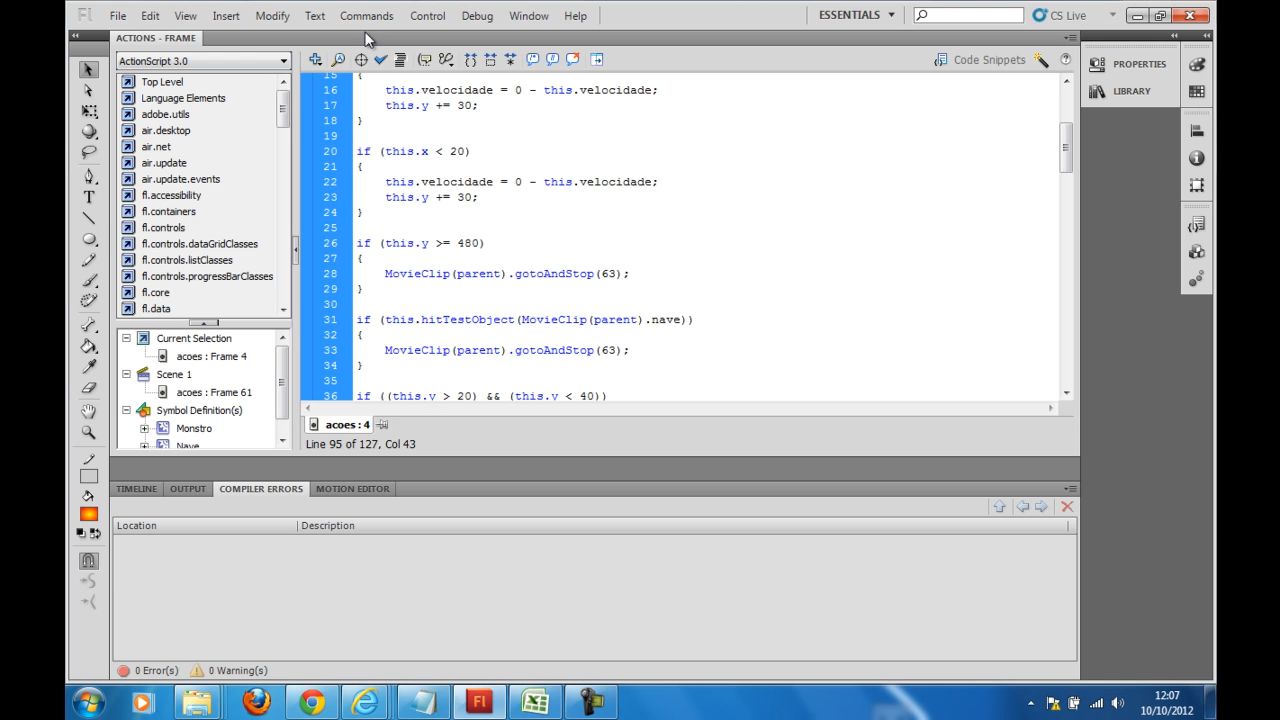 Fl File Edit View Insert Modify Text Commands Control Debug Window Help ESSENTIALS CS Live
ACTIONS - FRAME
ActionScript 3.0
Top Level
Language Elements
adobe.utils
air.desktop
air.net
air.update
air.update.events
fl.accessibility
fl.containers
fl.controls
fl.controls.dataGridClasses
fl.controls.listClasses
fl.controls.progressBarClasses
fl.core
fl.data
Current Selection
acoes : Frame 4
Scene 1
acoes : Frame 61
Symbol Definition(s)
Monstro
Nave
Code Snippets
15 {
16 this.velocidade = 0 - this.velocidade;
17 this.y += 30;
18 }
19
20 if (this.x < 20)
21 {
22 this.velocidade = 0 - this.velocidade;
23 this.y += 30;
24 }
25
26 if (this.y >= 480)
27 {
28 MovieClip(parent).gotoAndStop(63);
29 }
30
31 if (this.hitTestObject(MovieClip(parent).nave))
32 {
33 MovieClip(parent).gotoAndStop(63);
34 }
35
36 if ((this.y > 20) && (this.y < 40))
acoes : 4
Line 95 of 127, Col 43
PROPERTIES
LIBRARY
TIMELINE OUTPUT COMPILER ERRORS MOTION EDITOR
Location Description
0 Error(s) 0 Warning(s)
Fl
12:07
10/10/2012